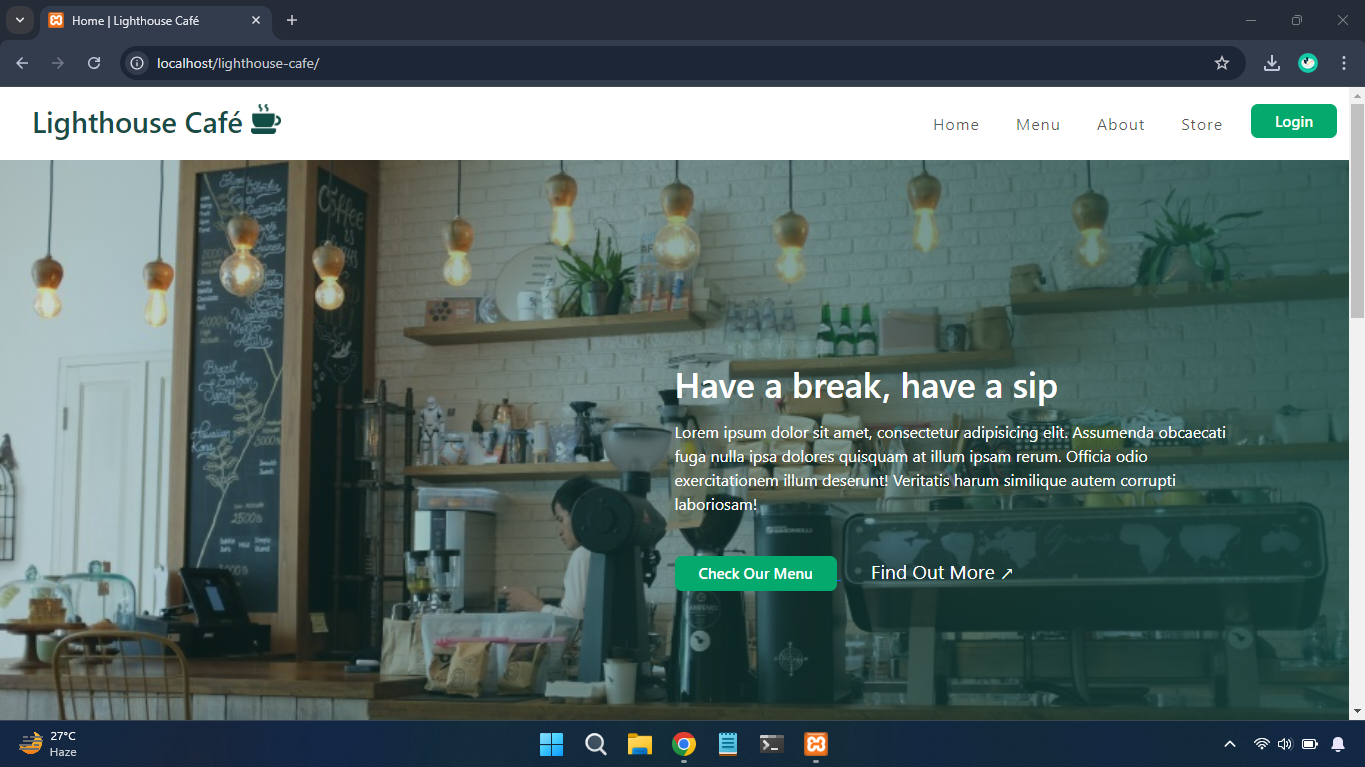 Home | Lighthouse Café
localhost/lighthouse-cafe/
Lighthouse Café
Home
Menu
About
Store
Login
Coffee
Have a break, have a sip
Lorem ipsum dolor sit amet, consectetur adipisicing elit. Assumenda obcaecati
fuga nulla ipsa dolores quisquam at illum ipsam rerum. Officia odio
exercitationem illum deserunt! Veritatis harum similique autem corrupti
laboriosam!
Check Our Menu
Find Out More ↗
27°C
Haze